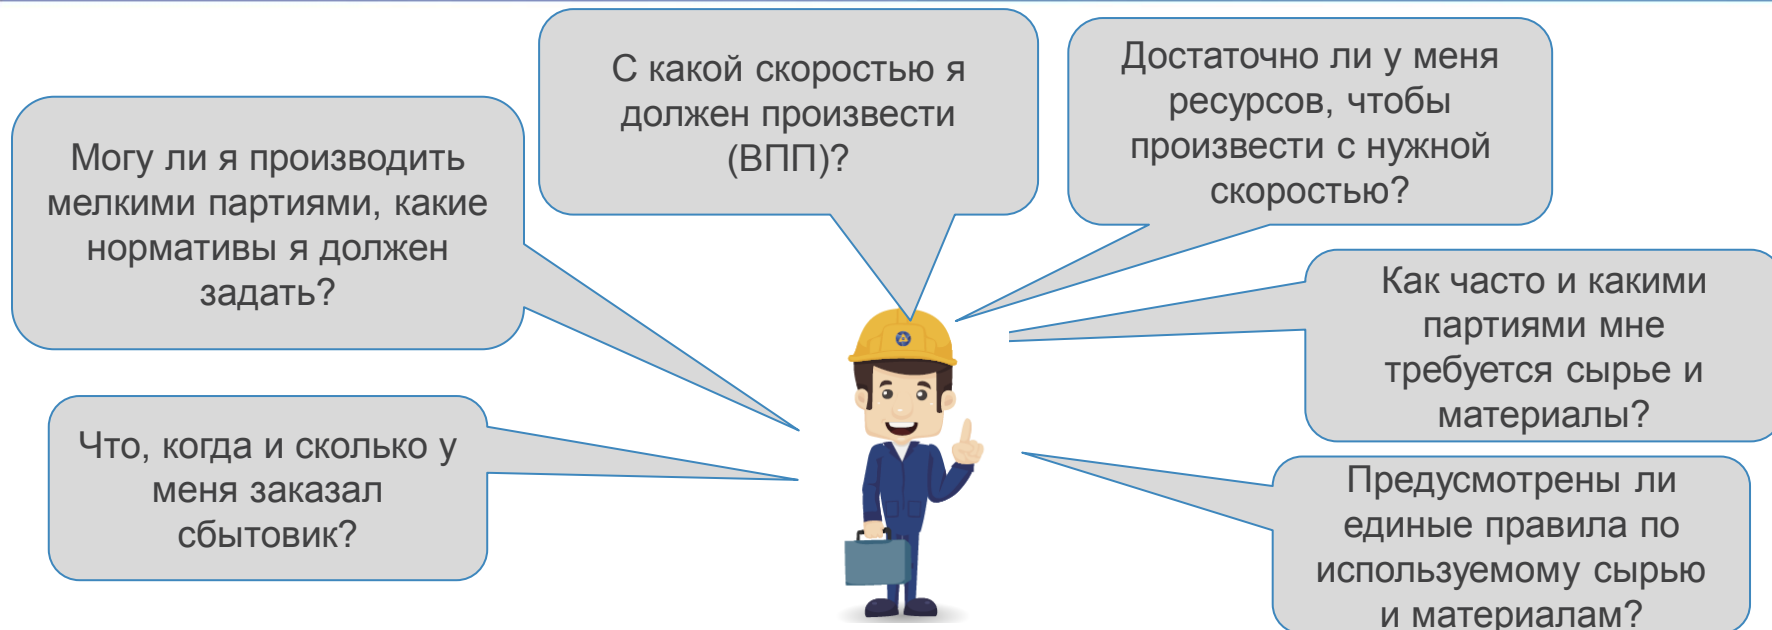 Могу ли я производить
мелкими партиями, какие
нормативы я должен
задать?
С какой скоростью я
должен произвести
(ВПП)?
Достаточно ли у меня
ресурсов, чтобы
произвести с нужной
скоростью?
Как часто и какими
партиями мне
требуется сырье и
материалы?
Что, когда и сколько у
меня заказал
сбытовик?
Предусмотрены ли
единые правила по
используемому сырью
и материалам?